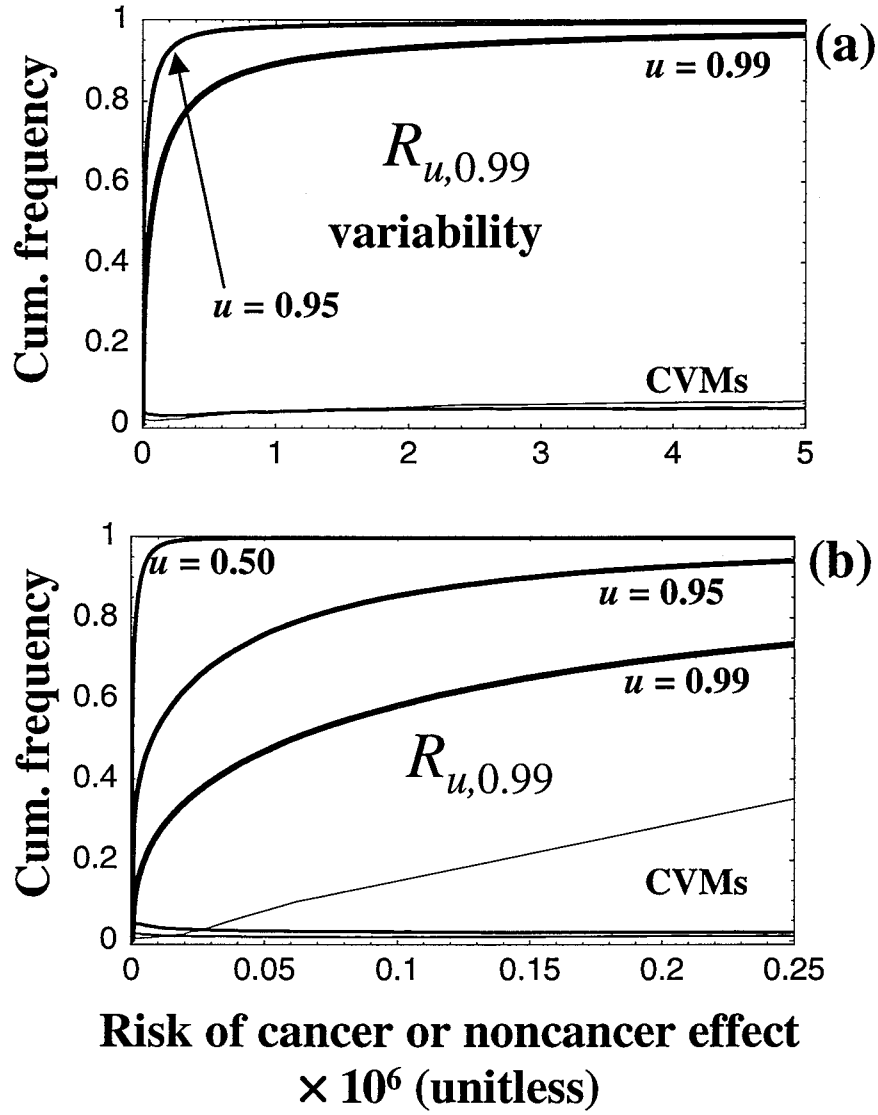 (a)
Cum. frequency
1
0.8
0.6
0.4
0.2
0
u = 0.99
R u,0.99
variability
u = 0.95
CVMs
0 1 2 3 4 5
(b)
Cum. frequency
1
0.8
0.6
0.4
0.2
0
u = 0.50
u = 0.95
u = 0.99
R u,0.99
CVMs
0 0.05 0.1 0.15 0.2 0.25
Risk of cancer or noncancer effect
× 10⁶ (unitless)